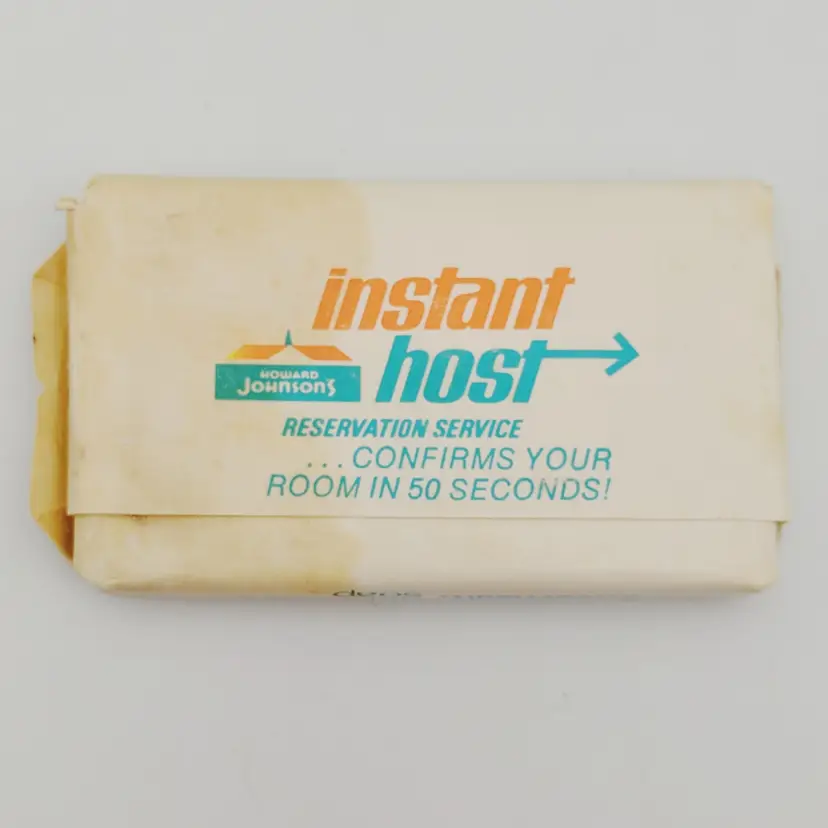 instant
host
HOWARD
JOHNSON'S
RESERVATION SERVICE
...CONFIRMS YOUR
ROOM IN 50 SECONDS!